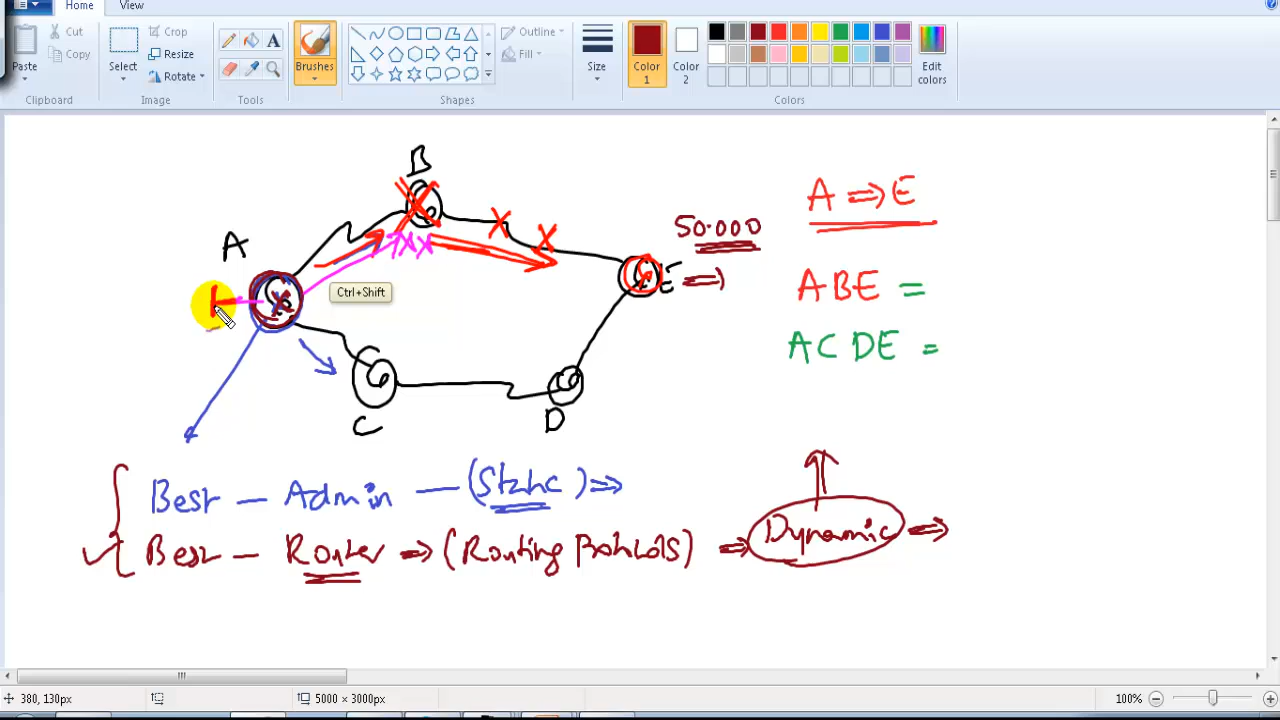 Home
View
Paste
Cut
Copy
Clipboard
Select
Crop
Resi
Rotate
Image
A
Tools
Brushes
Outline
Fill
Shapes
Size
Color 1
Color 2
Edit colors
Colors
B
A
50.000
E
C
D
Ctrl+Shift
A ⇒ E
ABE =
ACDE =
Best — Admin — (Static) ⇒
Best — Router ⇒ (Routing Protocols) ⇒ Dynamic ⇒
380, 130px
5000 × 3000px
100%